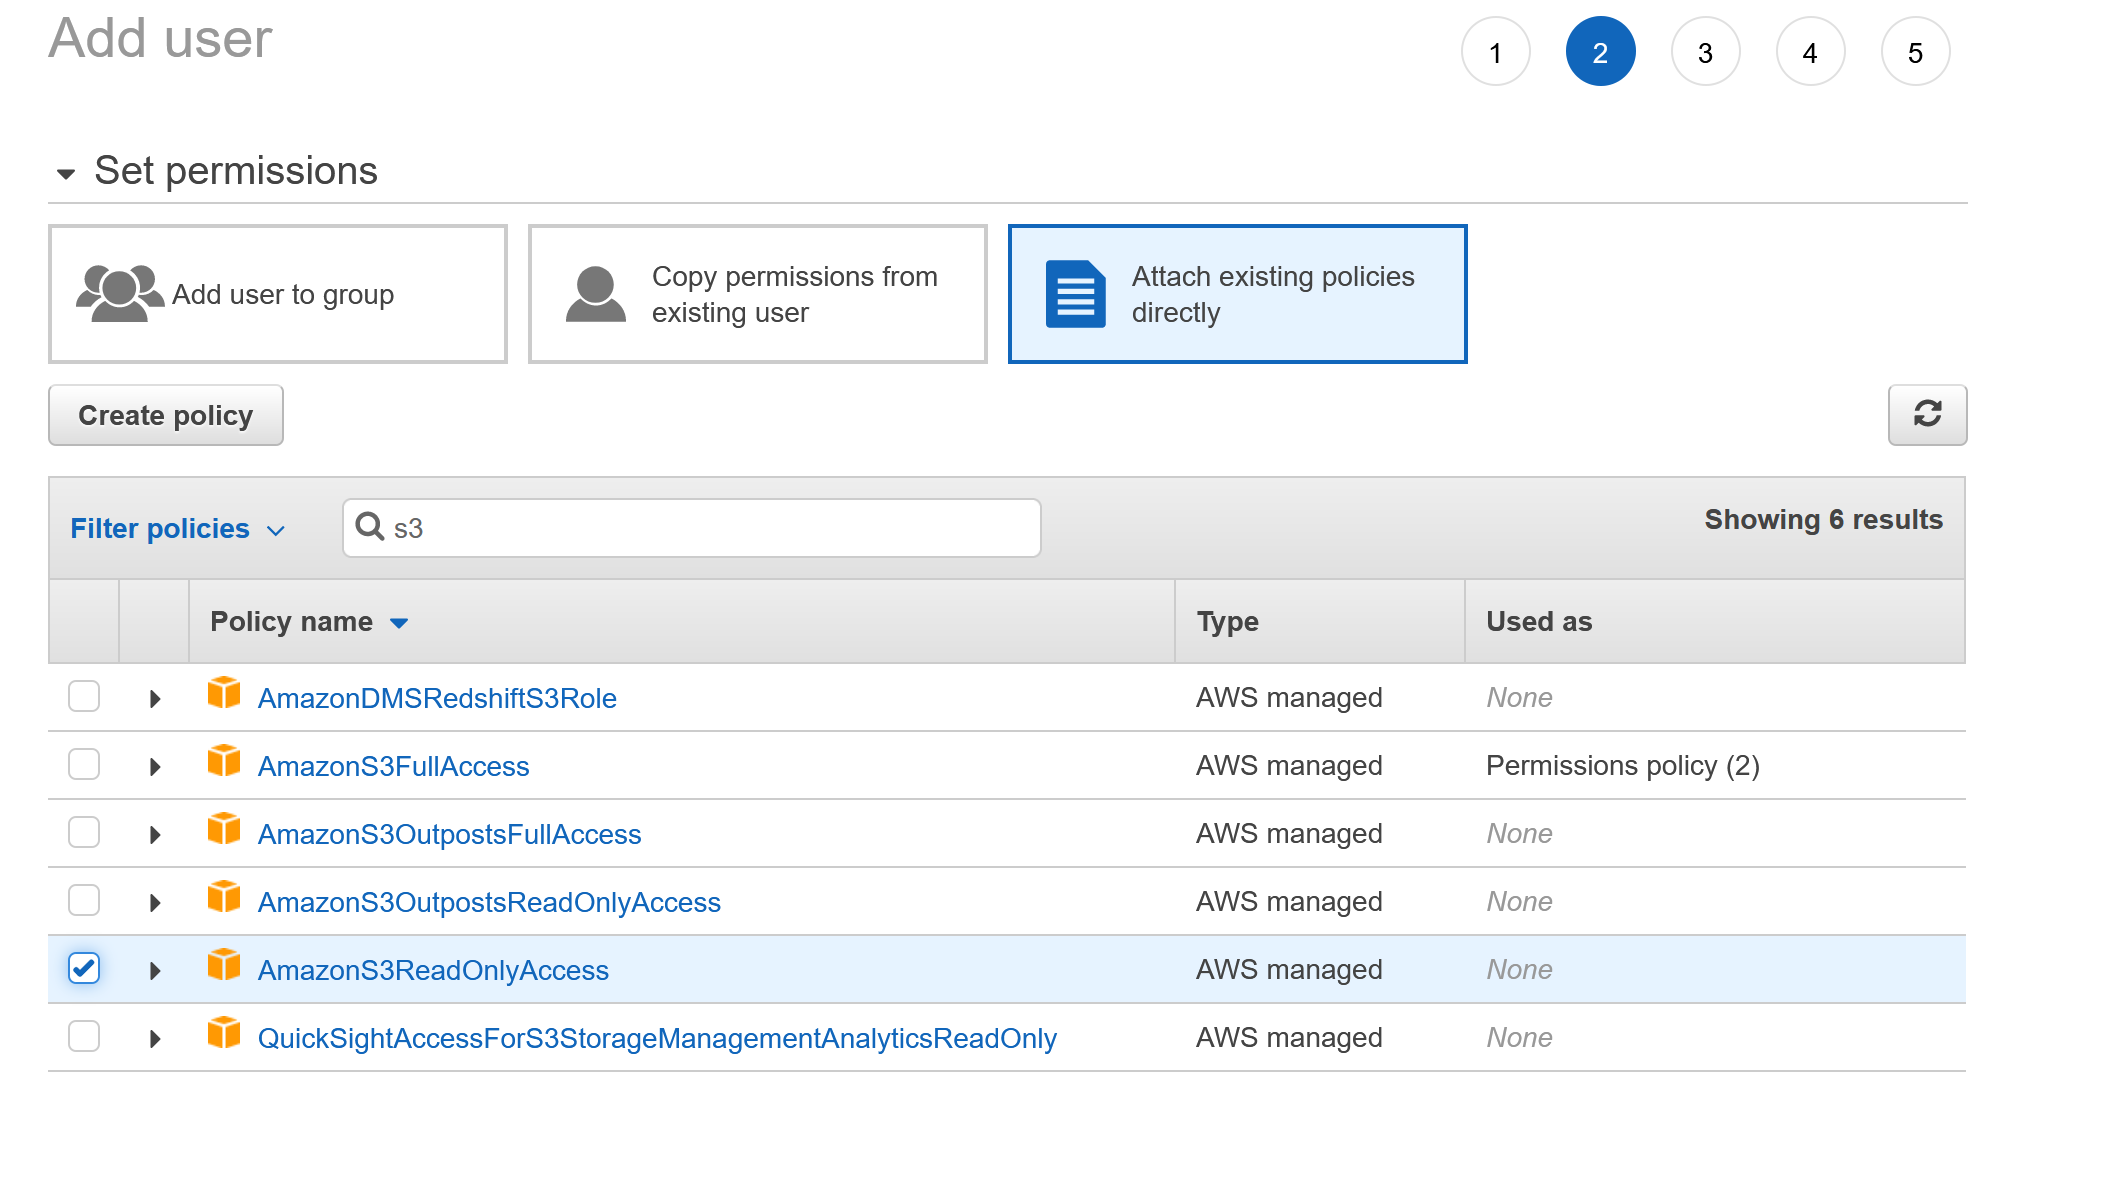 Add user
1 2 3 4 5
Set permissions
Add user to group
Copy permissions from
existing user
Attach existing policies
directly
Create policy
Filter policies
s3
Showing 6 results
Policy name Type Used as
AmazonDMSRedshiftS3Role AWS managed None
AmazonS3FullAccess AWS managed Permissions policy (2)
AmazonS3OutpostsFullAccess AWS managed None
AmazonS3OutpostsReadOnlyAccess AWS managed None
AmazonS3ReadOnlyAccess AWS managed None
QuickSightAccessForS3StorageManagementAnalyticsReadOnly AWS managed None